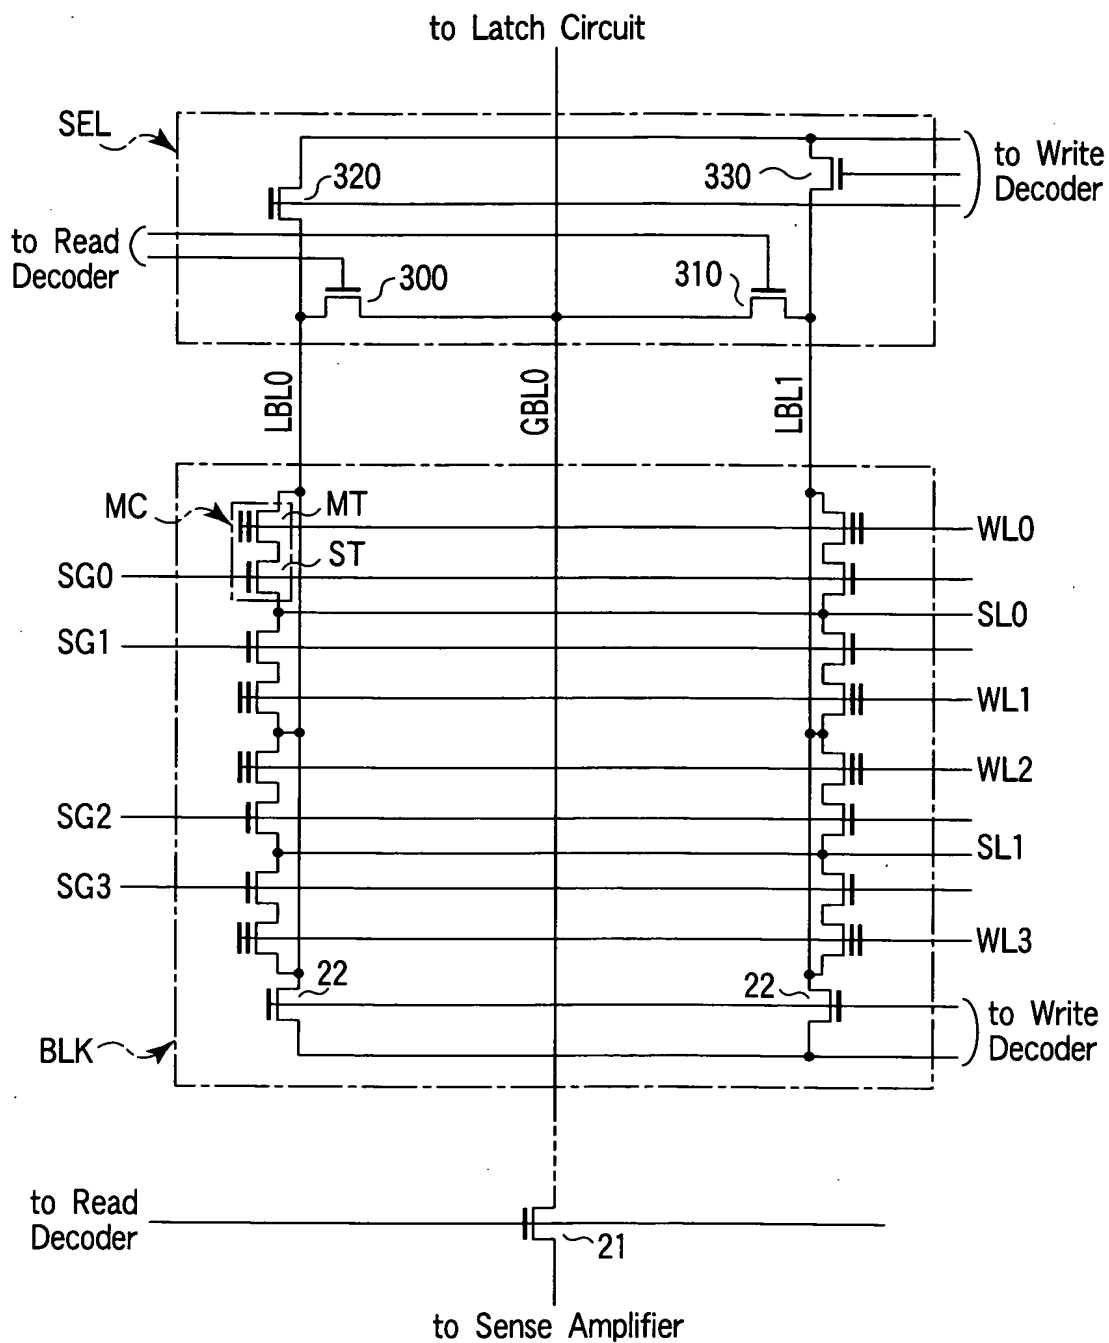 to Latch Circuit
SEL
320
330
to Write
Decoder
to Read
Decoder
300
310
LBL0
GBL0
LBL1
MC
MT
WL0
ST
SG0
SL0
SG1
WL1
WL2
SG2
SL1
SG3
WL3
22
22
to Write
Decoder
BLK
to Read
Decoder
21
to Sense Amplifier